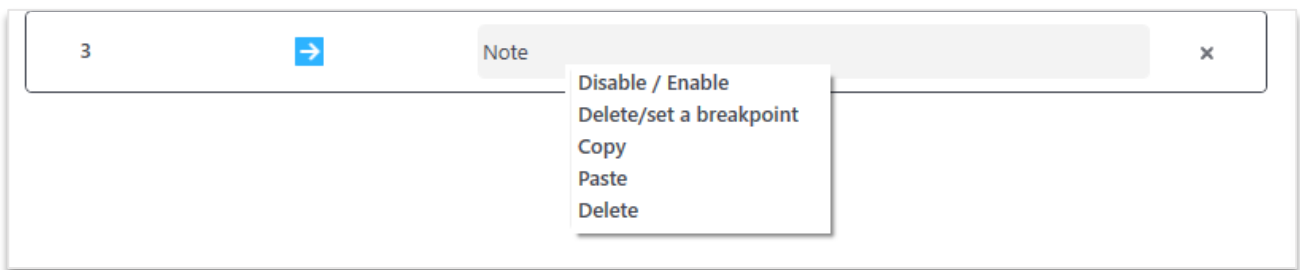 3 Note ×
Disable / Enable
Delete/set a breakpoint
Copy
Paste
Delete